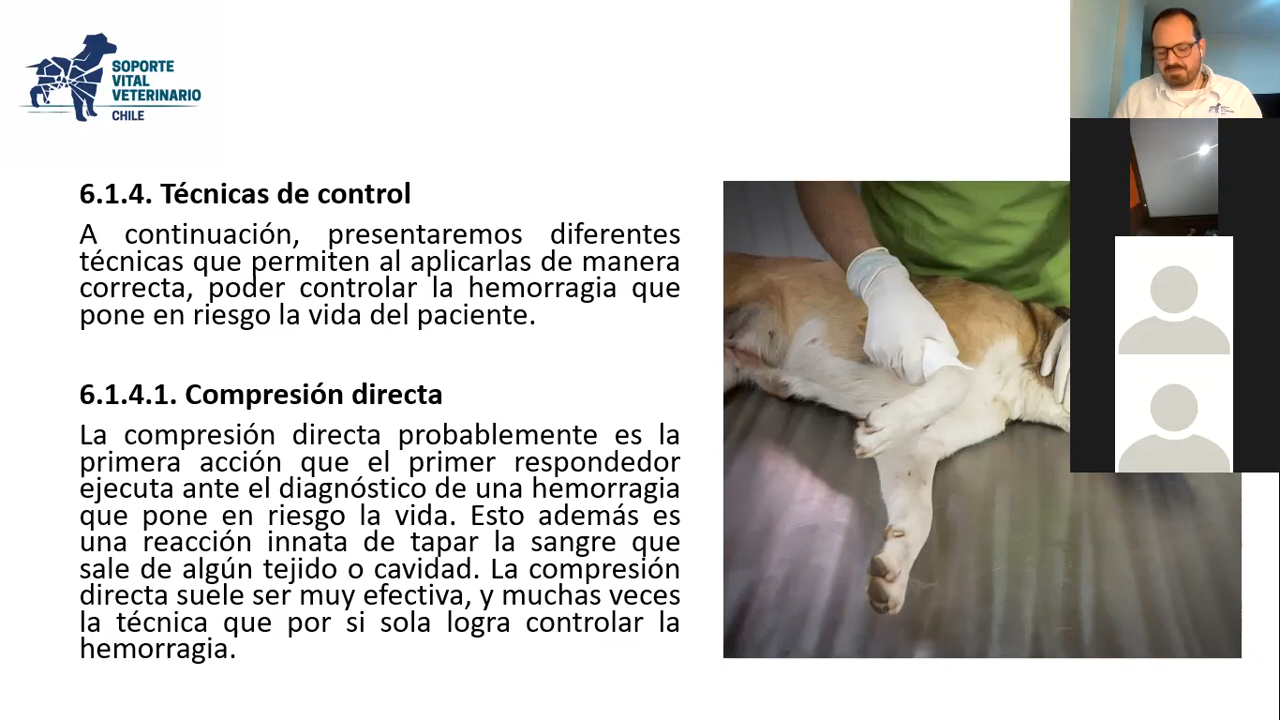 SOPORTE
VITAL
VETERINARIO
CHILE
6.1.4. Técnicas de control
A continuación, presentaremos diferentes
técnicas que permiten al aplicarlas de manera
correcta, poder controlar la hemorragia que
pone en riesgo la vida del paciente.
6.1.4.1. Compresión directa
La compresión directa probablemente es la
primera acción que el primer respondedor
ejecuta ante el diagnóstico de una hemorragia
que pone en riesgo la vida. Esto además es
una reacción innata de tapar la sangre que
sale de algún tejido o cavidad. La compresión
directa suele ser muy efectiva, y muchas veces
la técnica que por si sola logra controlar la
hemorragia.